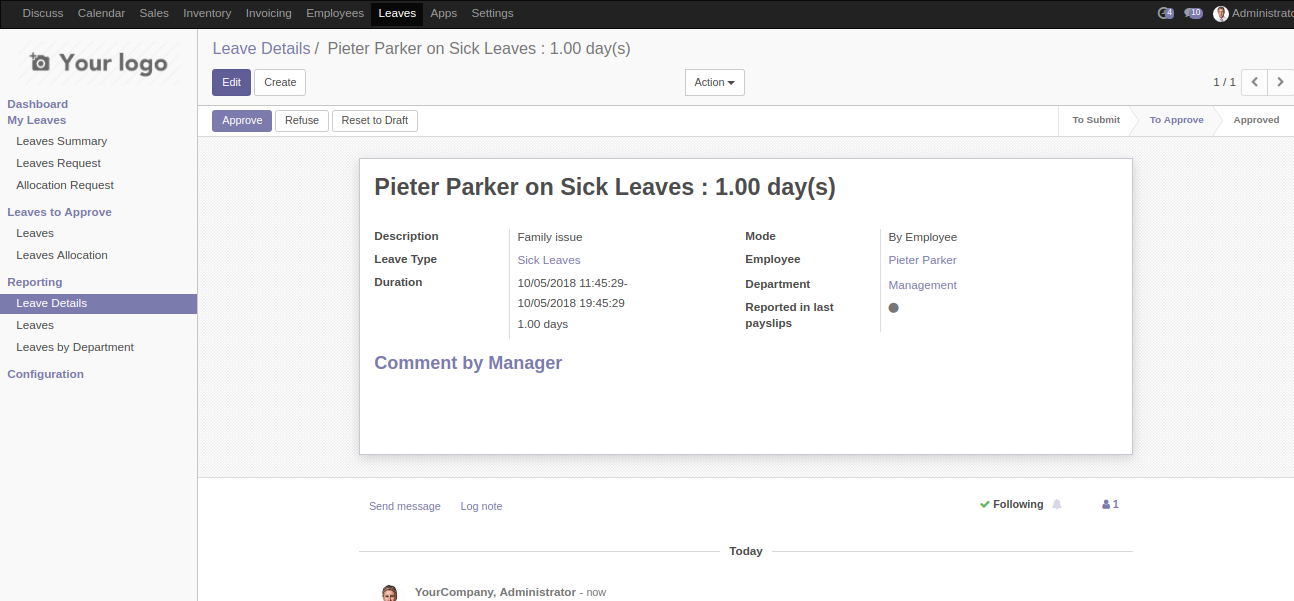 Discuss Calendar Sales Inventory Invoicing Employees Leaves Apps Settings 4 10 Administrato
Your logo
Leave Details / Pieter Parker on Sick Leaves : 1.00 day(s)
Edit Create Action 1 / 1
Dashboard
My Leaves
Leaves Summary
Leaves Request
Allocation Request
Leaves to Approve
Leaves
Leaves Allocation
Reporting
Leave Details
Leaves
Leaves by Department
Configuration
Approve Refuse Reset to Draft To Submit To Approve Approved
Pieter Parker on Sick Leaves : 1.00 day(s)
Description Family issue
Leave Type Sick Leaves
Duration 10/05/2018 11:45:29-
10/05/2018 19:45:29
1.00 days
Mode By Employee
Employee Pieter Parker
Department Management
Reported in last
payslips
Comment by Manager
Send message Log note Following 1
Today
YourCompany, Administrator - now